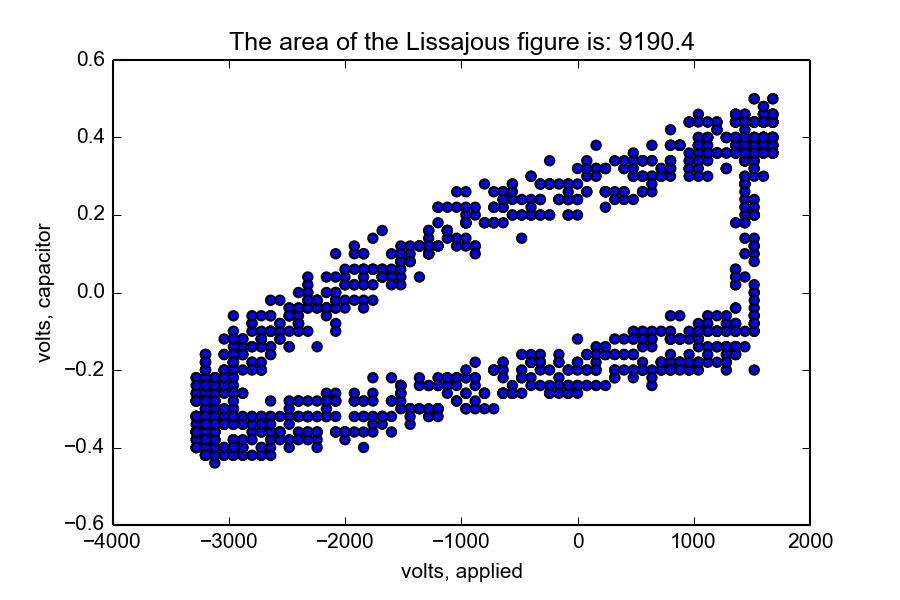 The area of the Lissajous figure is: 9190.4
0.6
0.4
0.2
0.0
−0.2
−0.4
−0.6
volts, capacitor
−4000 −3000 −2000 −1000 0 1000 2000
volts, applied